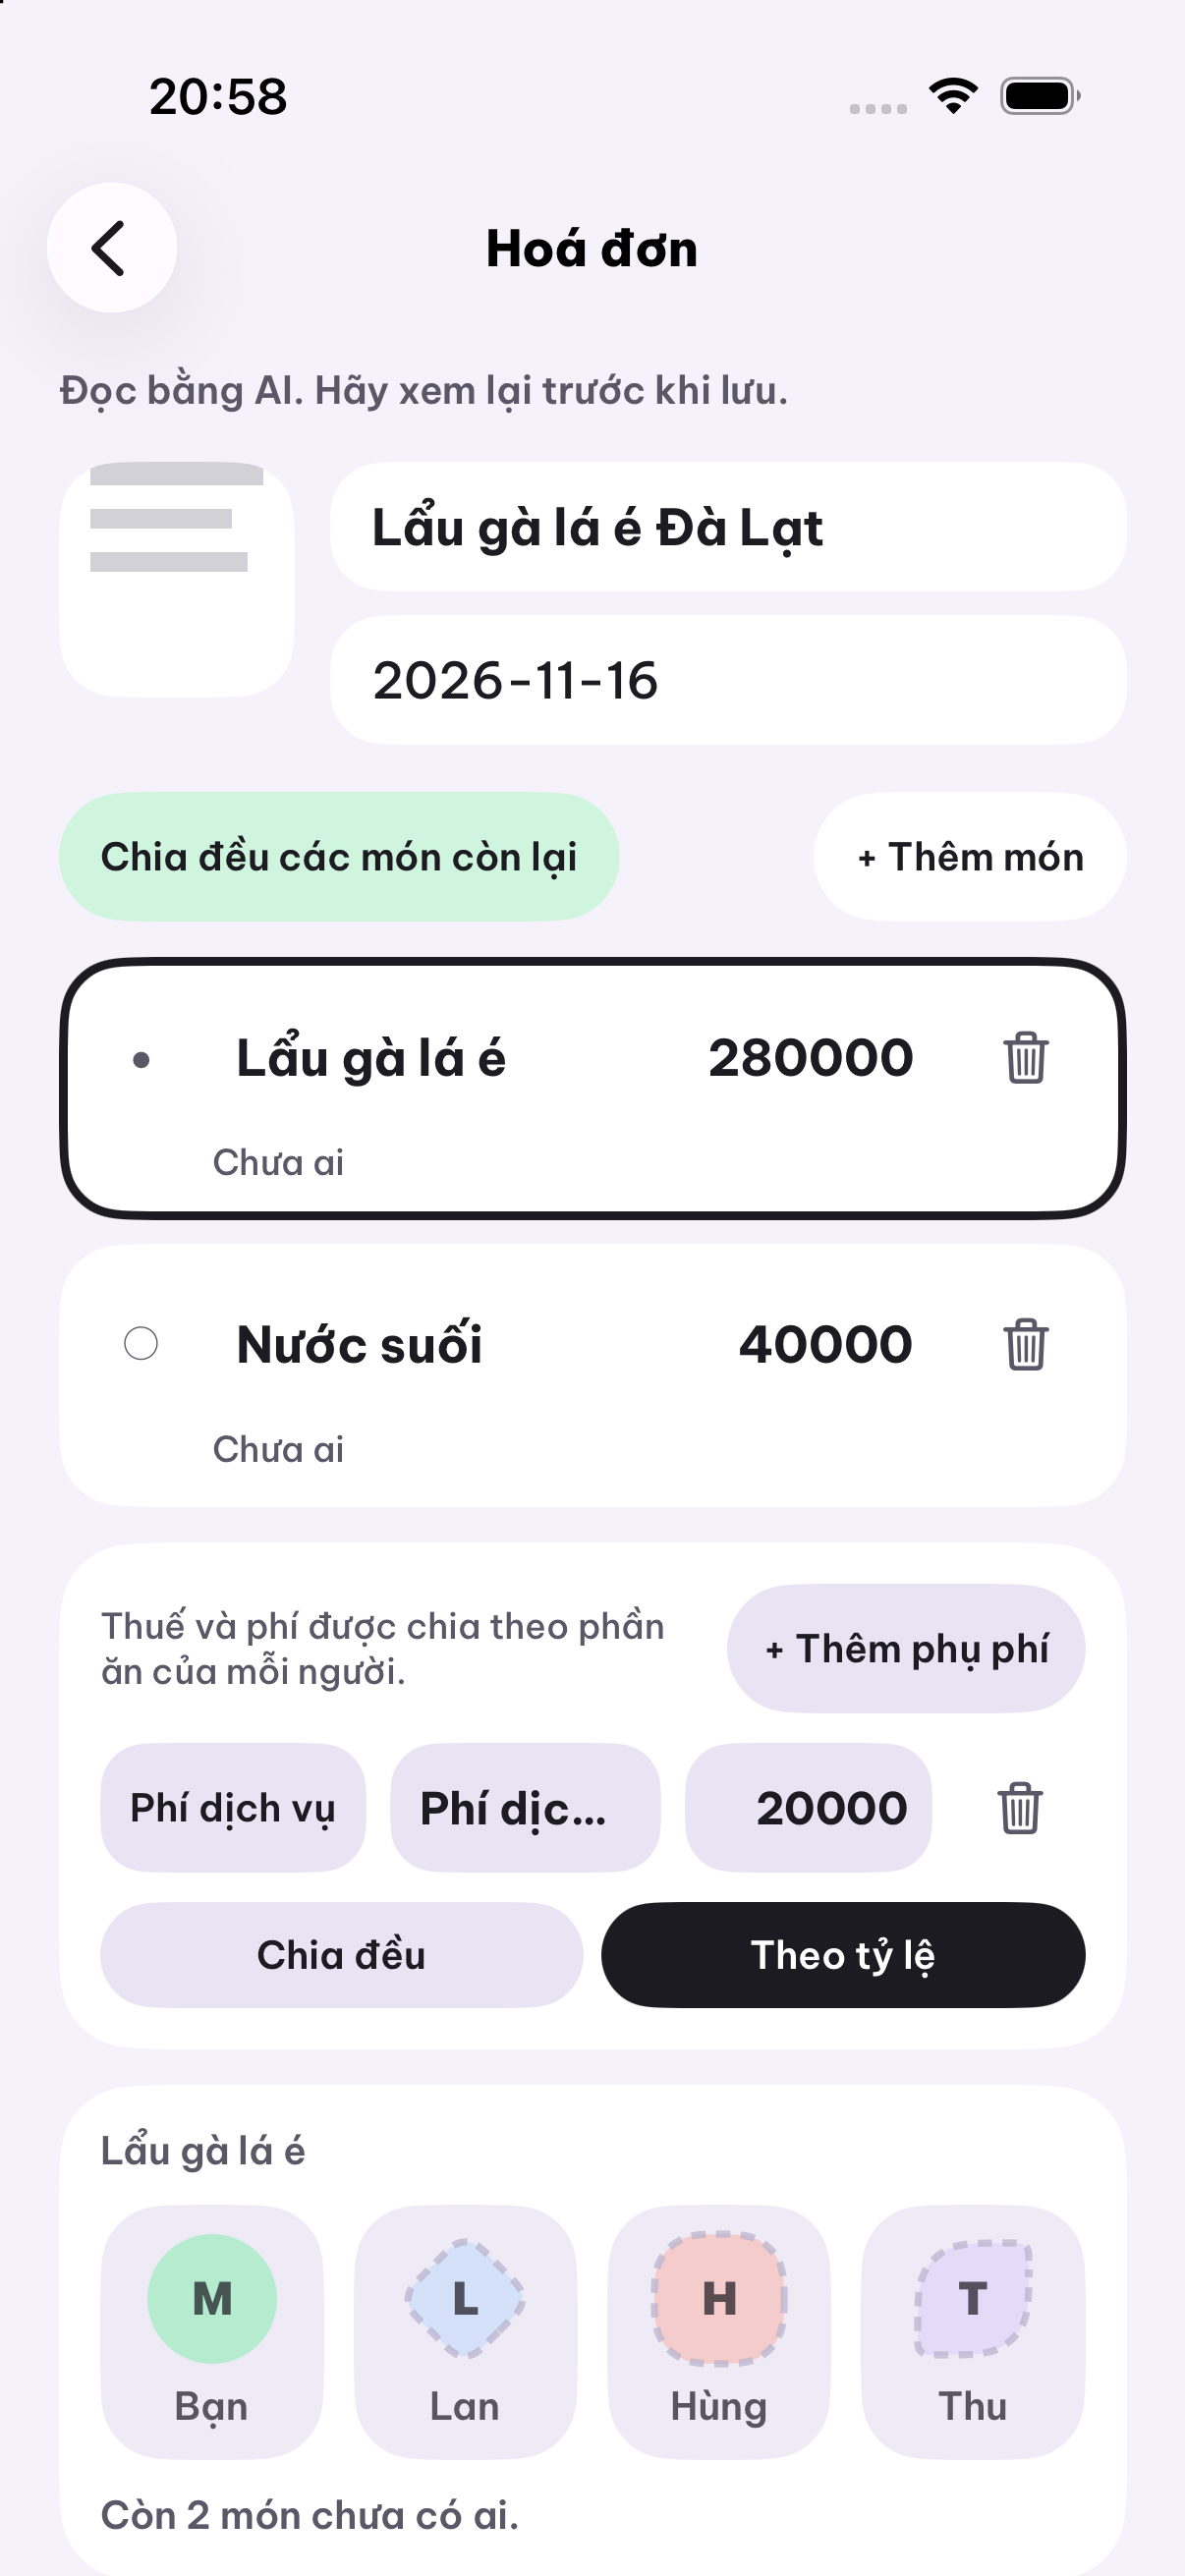 20:58
Hoá đơn
Đọc bằng AI. Hãy xem lại trước khi lưu.
Lẩu gà lá é Đà Lạt
2026-11-16
Chia đều các món còn lại
+ Thêm món
Lẩu gà lá é 280000
Chưa ai
Nước suối 40000
Chưa ai
Thuế và phí được chia theo phần
ăn của mỗi người.
+ Thêm phụ phí
Phí dịch vụ Phí dịc... 20000
Chia đều Theo tỷ lệ
Lẩu gà lá é
M L H T
Bạn Lan Hùng Thu
Còn 2 món chưa có ai.